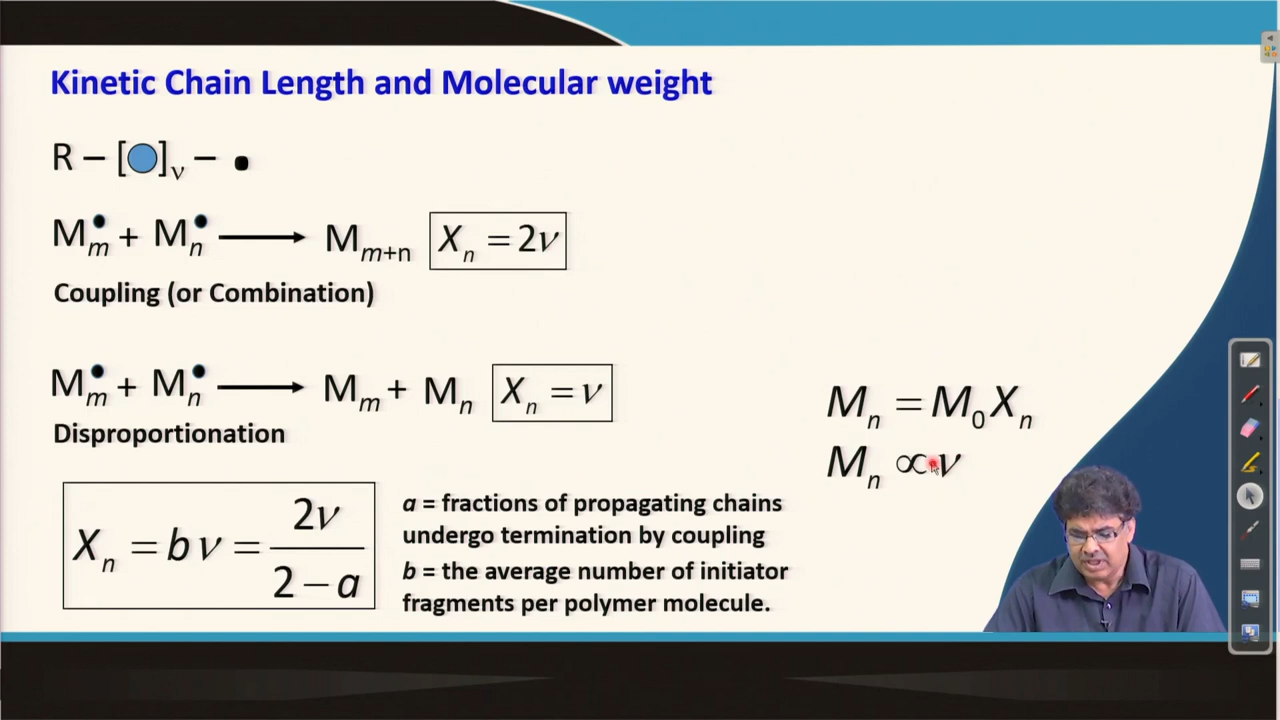 Kinetic Chain Length and Molecular weight
R – [ ]ᵥ – •
M•ₘ + M•ₙ ⟶ Mₘ₊ₙ Xₙ = 2ν
Coupling (or Combination)
M•ₘ + M•ₙ ⟶ Mₘ + Mₙ Xₙ = ν
Disproportionation
Xₙ = bν = 2ν / (2 – a)
a = fractions of propagating chains
undergo termination by coupling
b = the average number of initiator
fragments per polymer molecule.
Mₙ = M₀Xₙ
Mₙ ∝ ν